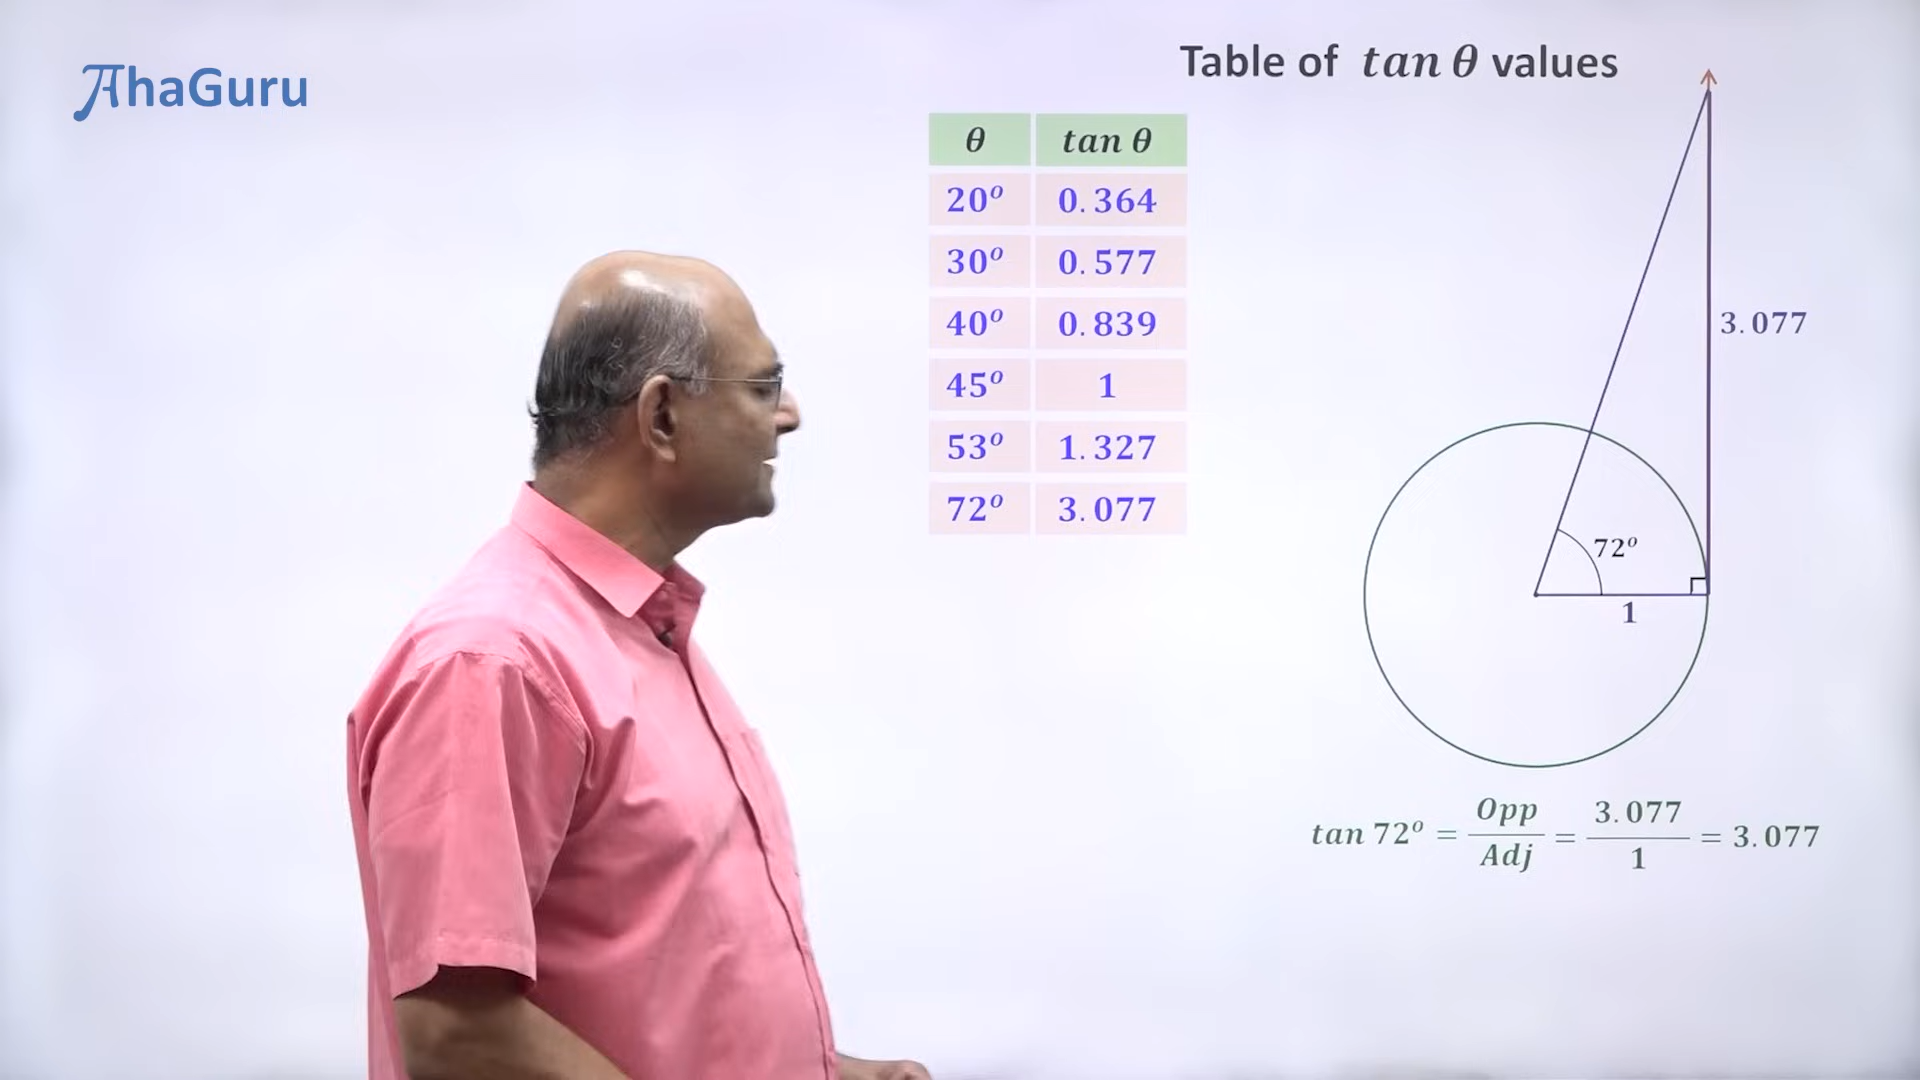 AhaGuru
Table of tan θ values
θ tan θ
20° 0.364
30° 0.577
40° 0.839
45° 1
53° 1.327
72° 3.077
3.077
72°
1
tan 72° = Opp/Adj = 3.077/1 = 3.077